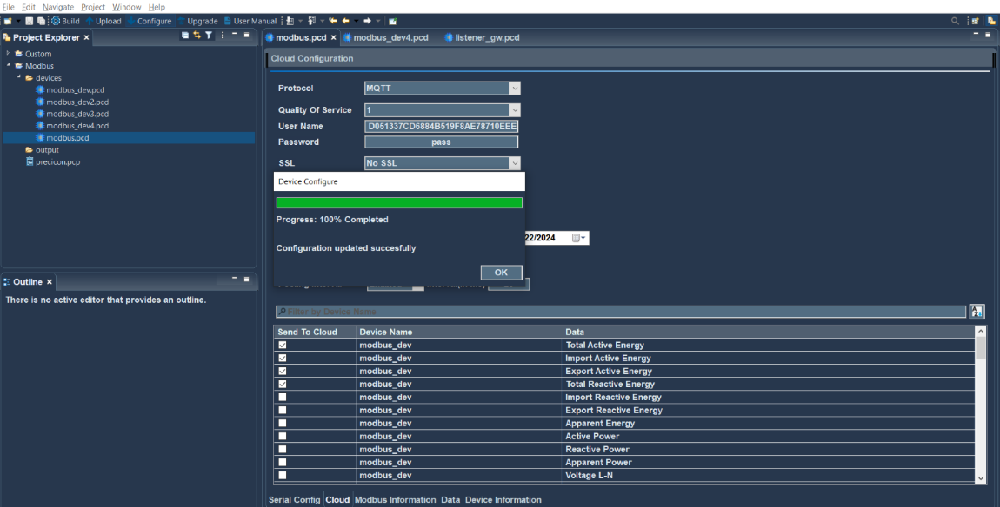 File Edit Navigate Project Window Help
Build Upload Configure Upgrade User Manual
Project Explorer
Custom
Modbus
devices
modbus_dev.pcd
modbus_dev2.pcd
modbus_dev3.pcd
modbus_dev4.pcd
modbus.pcd
output
precicon.pcp
Outline
There is no active editor that provides an outline.
modbus.pcd modbus_dev4.pcd listener_gw.pcd
Cloud Configuration
Protocol MQTT
Quality Of Service 1
User Name D051337CD6884B519F8AE78710EEE
Password pass
SSL No SSL
Device Configure
Progress: 100% Completed
22/2024
Configuration updated succesfully
OK
Filter by Device Name
Send To Cloud Device Name Data
modbus_dev Total Active Energy
modbus_dev Import Active Energy
modbus_dev Export Active Energy
modbus_dev Total Reactive Energy
modbus_dev Import Reactive Energy
modbus_dev Export Reactive Energy
modbus_dev Apparent Energy
modbus_dev Active Power
modbus_dev Reactive Power
modbus_dev Apparent Power
modbus_dev Voltage L-N
Serial Config Cloud Modbus Information Data Device Information